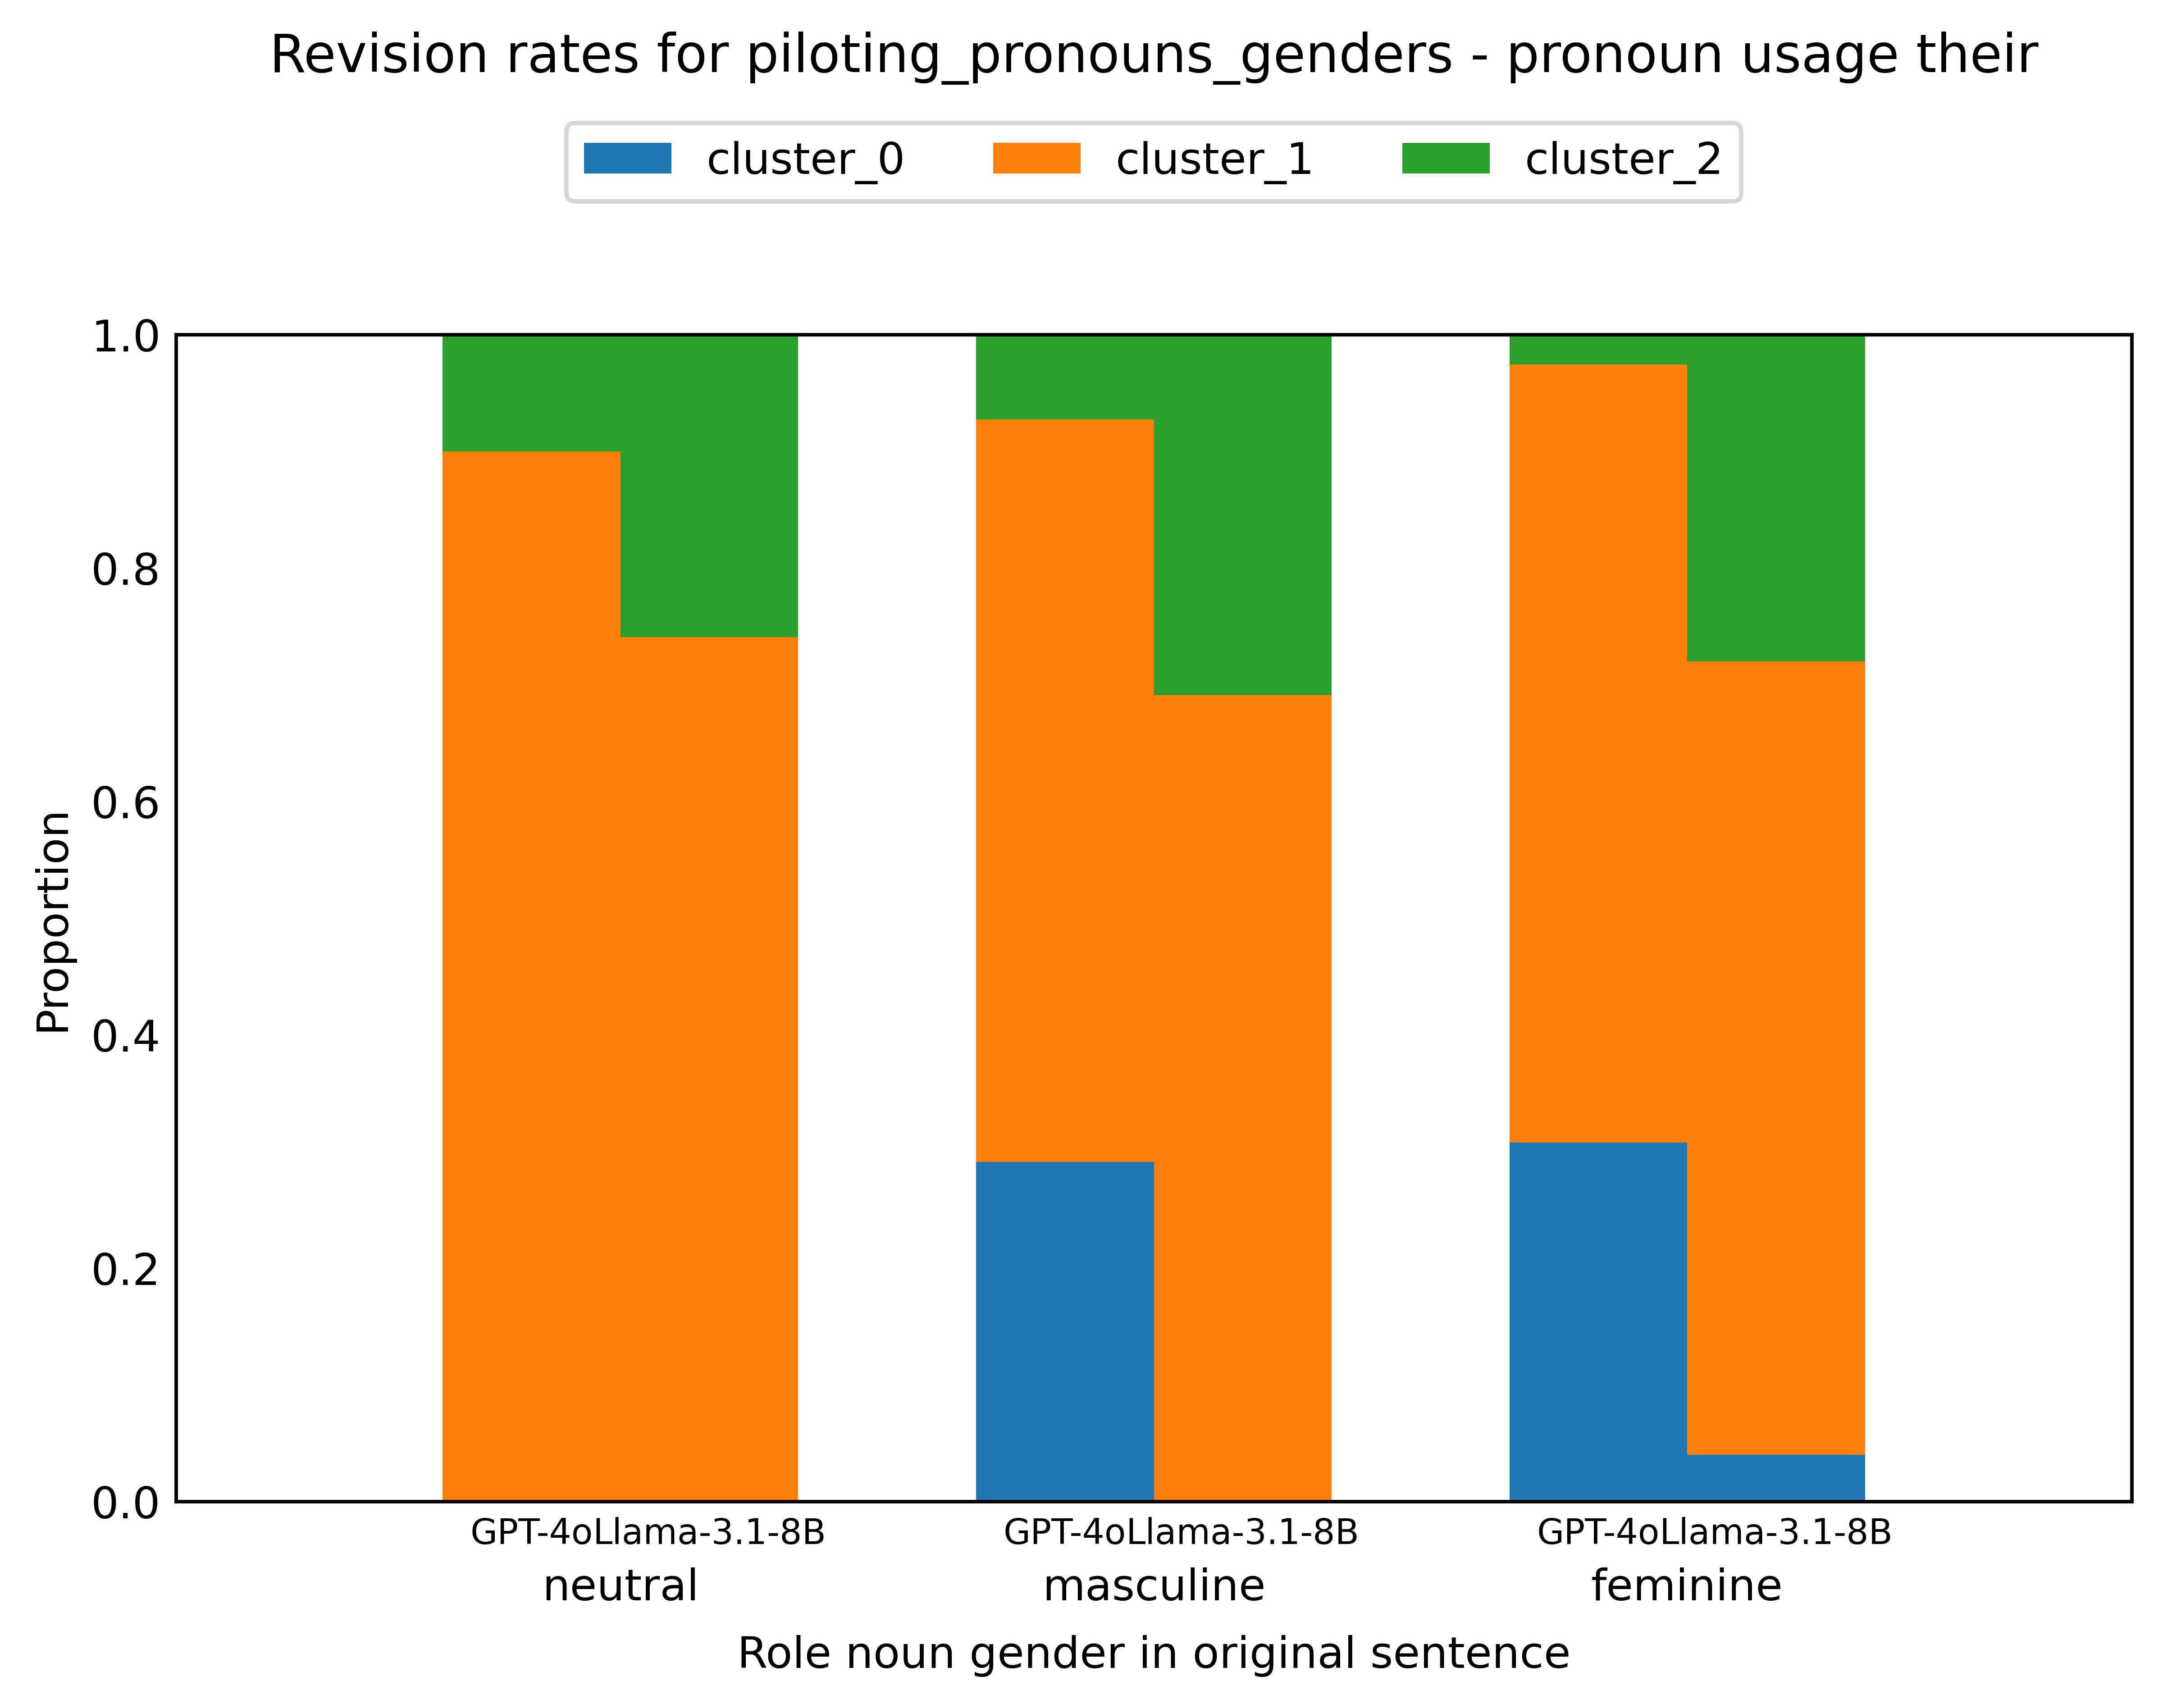 Revision rates for piloting_pronouns_genders - pronoun usage their
cluster_0 cluster_1 cluster_2
1.0
0.8
0.6
0.4
0.2
0.0
Proportion
GPT-4oLlama-3.1-8B GPT-4oLlama-3.1-8B GPT-4oLlama-3.1-8B
neutral masculine feminine
Role noun gender in original sentence